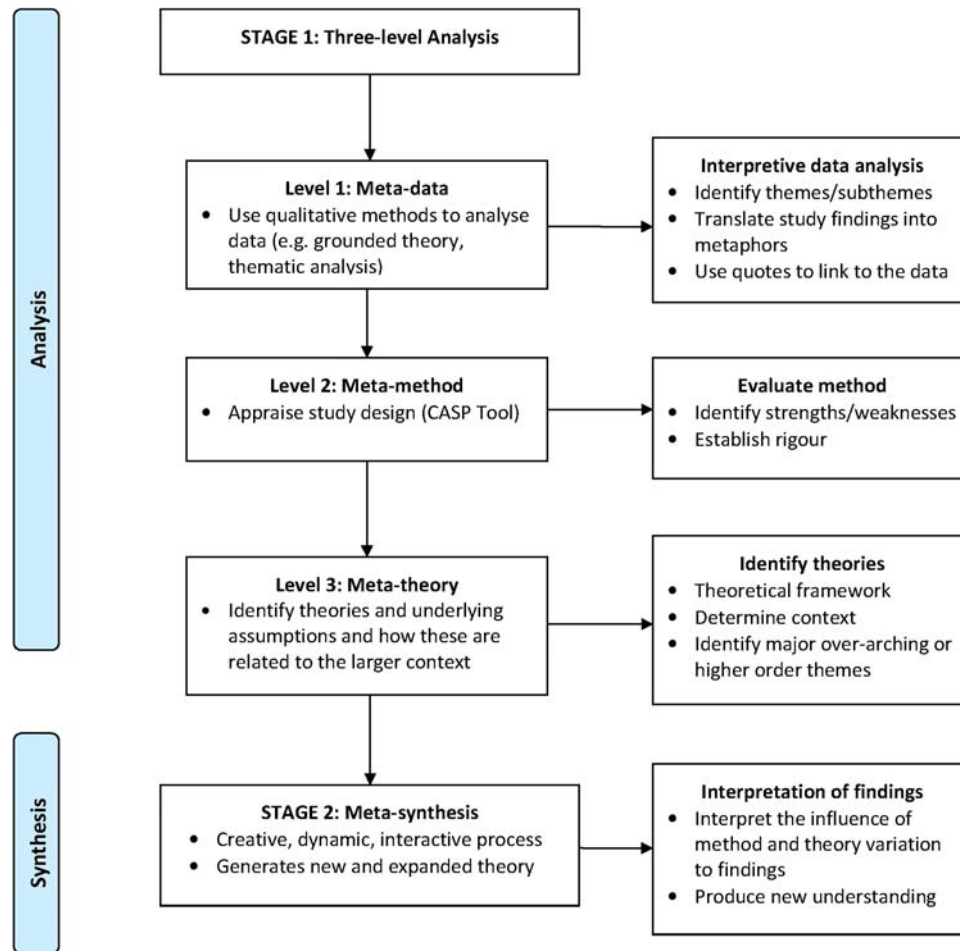 Analysis
STAGE 1: Three-level Analysis
Level 1: Meta-data
• Use qualitative methods to analyse
data (e.g. grounded theory,
thematic analysis)
Interpretive data analysis
• Identify themes/subthemes
• Translate study findings into
metaphors
• Use quotes to link to the data
Level 2: Meta-method
• Appraise study design (CASP Tool)
Evaluate method
• Identify strengths/weaknesses
• Establish rigour
Level 3: Meta-theory
• Identify theories and underlying
assumptions and how these are
related to the larger context
Identify theories
• Theoretical framework
• Determine context
• Identify major over-arching or
higher order themes
Synthesis
STAGE 2: Meta-synthesis
• Creative, dynamic, interactive process
• Generates new and expanded theory
Interpretation of findings
• Interpret the influence of
method and theory variation
to findings
• Produce new understanding